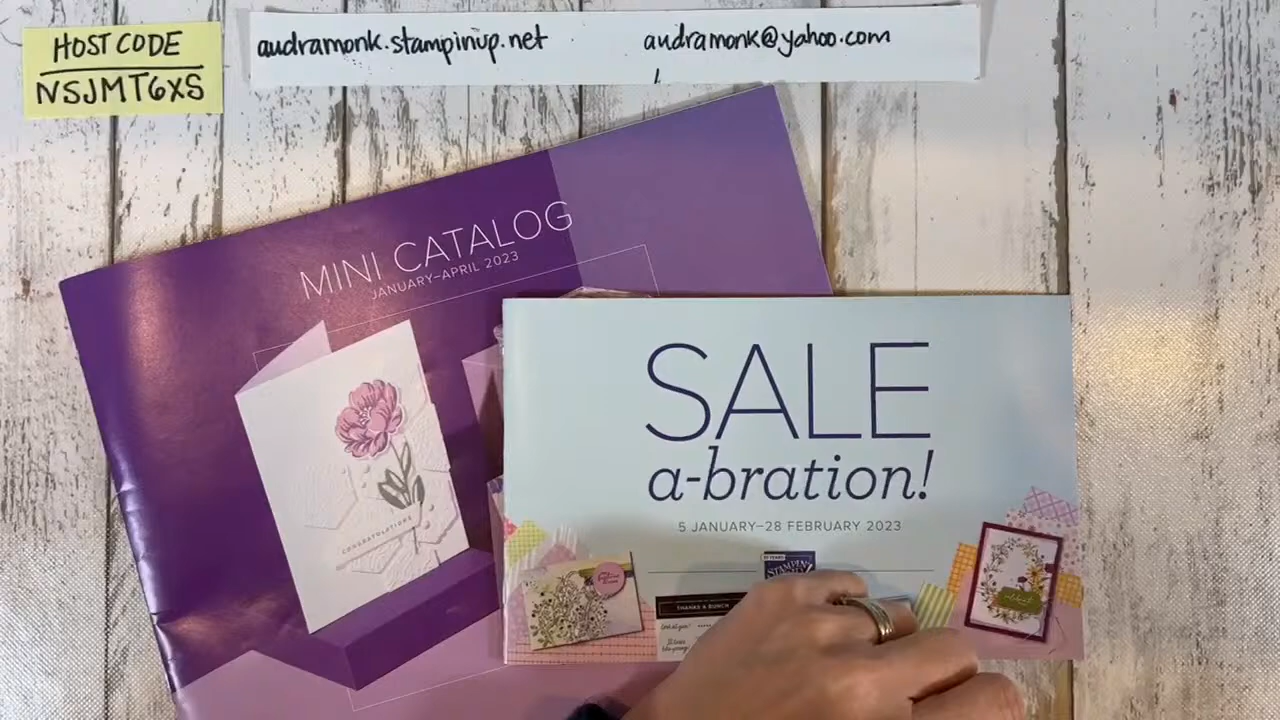 HOST CODE
NSJMT6XS
audramonk.stampinup.net
audramonk@yahoo.com
MINI CATALOG
JANUARY–APRIL 2023
CONGRATULATIONS
SALE
a-bration!
5 JANUARY–28 FEBRUARY 2023
STAMPIN'
THANKS A BUNCH